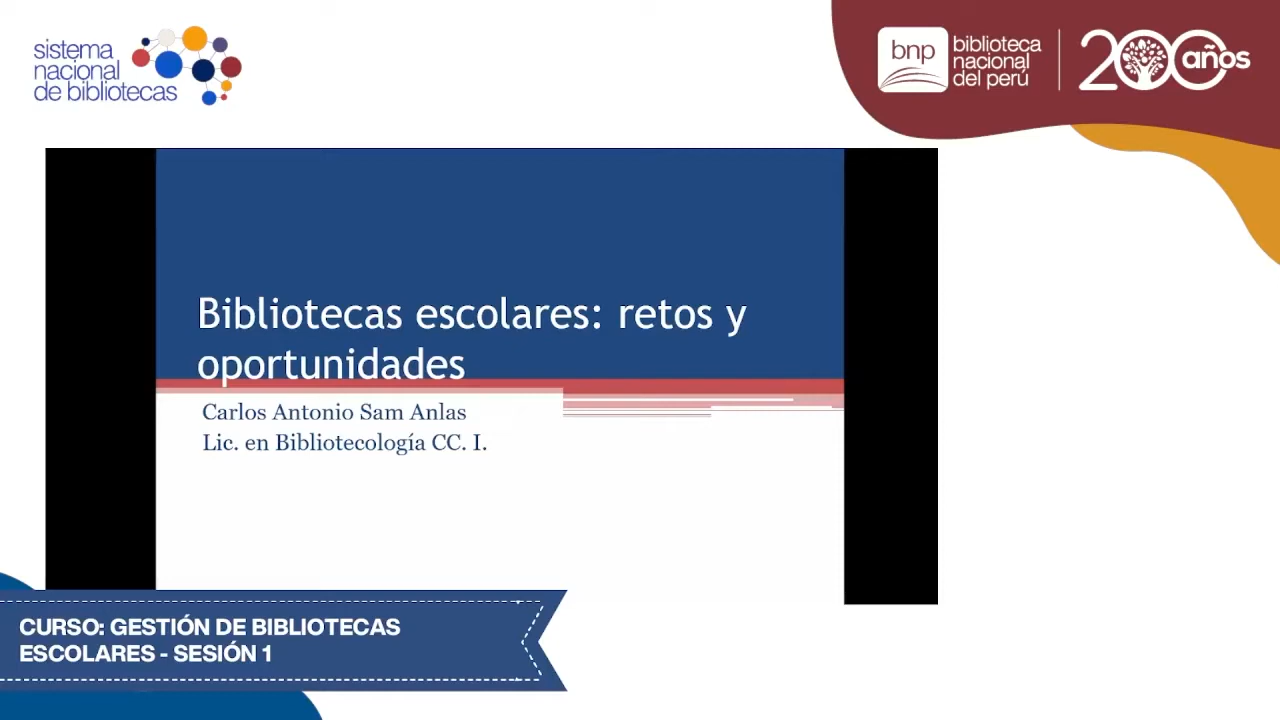 sistema
nacional
de bibliotecas
bnp
biblioteca
nacional
del perú
200 años
Bibliotecas escolares: retos y
oportunidades
Carlos Antonio Sam Anlas
Lic. en Bibliotecología CC. I.
CURSO: GESTIÓN DE BIBLIOTECAS
ESCOLARES - SESIÓN 1